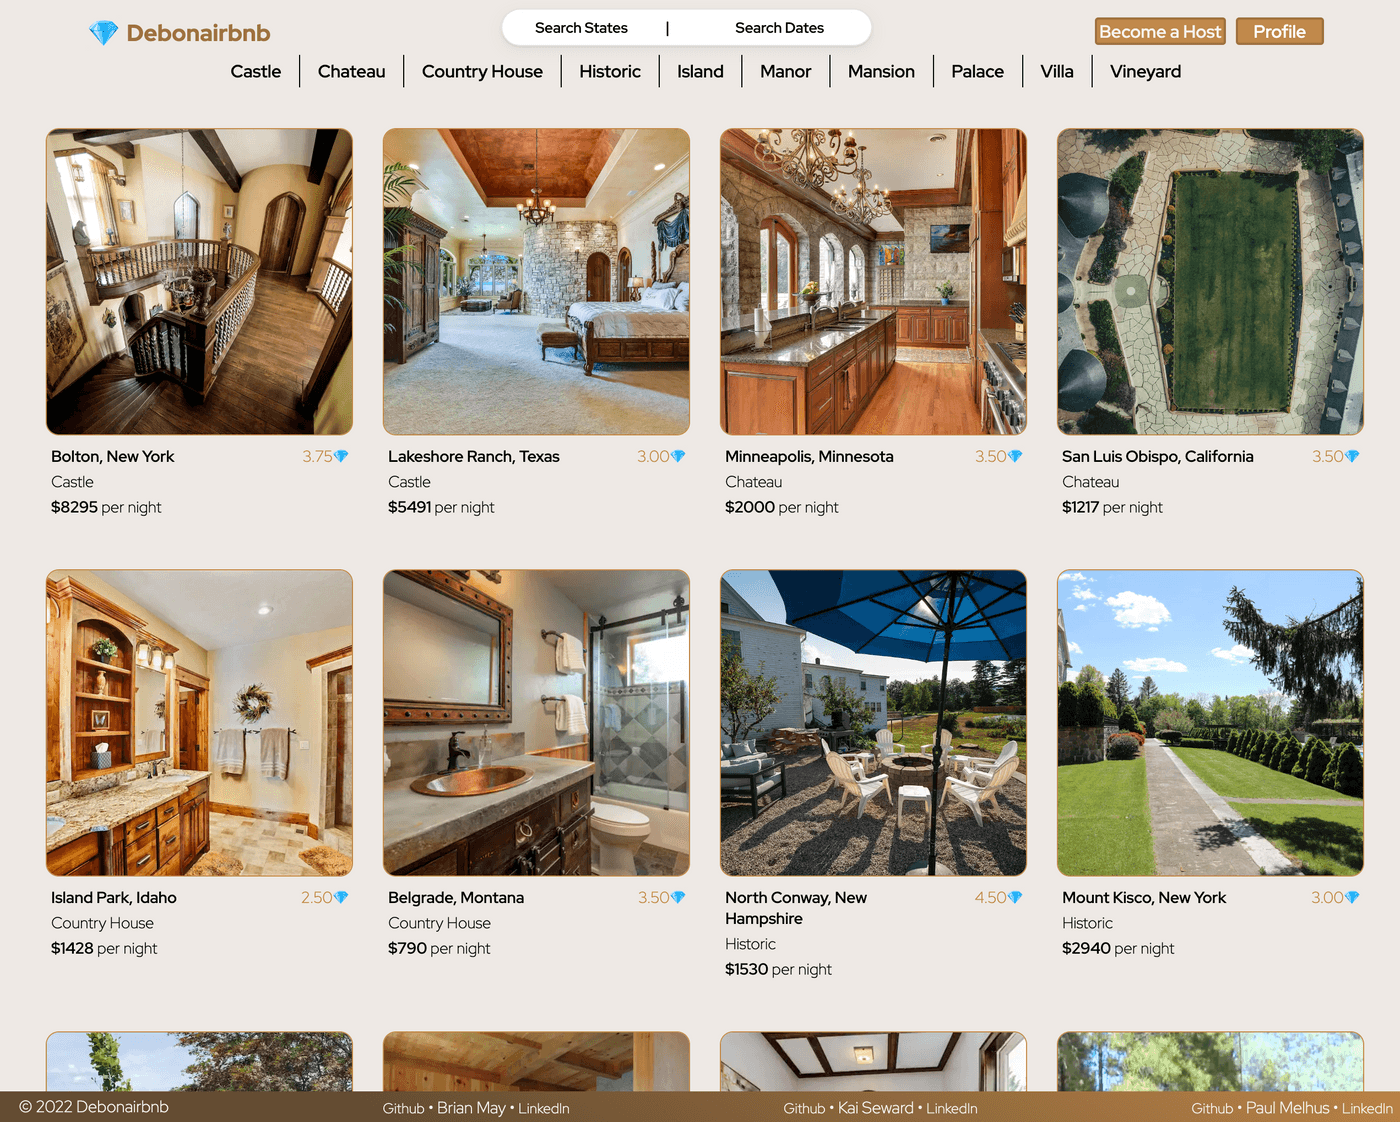 Debonairbnb
Search States | Search Dates
Become a Host
Profile
Castle
Chateau
Country House
Historic
Island
Manor
Mansion
Palace
Villa
Vineyard
Bolton, New York 3.75
Castle
$8295 per night
Lakeshore Ranch, Texas 3.00
Castle
$5491 per night
Minneapolis, Minnesota 3.50
Chateau
$2000 per night
San Luis Obispo, California 3.50
Chateau
$1217 per night
Island Park, Idaho 2.50
Country House
$1428 per night
Belgrade, Montana 3.50
Country House
$790 per night
North Conway, New 4.50
Hampshire
Historic
$1530 per night
Mount Kisco, New York 3.00
Historic
$2940 per night
© 2022 Debonairbnb
Github • Brian May • LinkedIn
Github • Kai Seward • LinkedIn
Github • Paul Melhus • LinkedIn